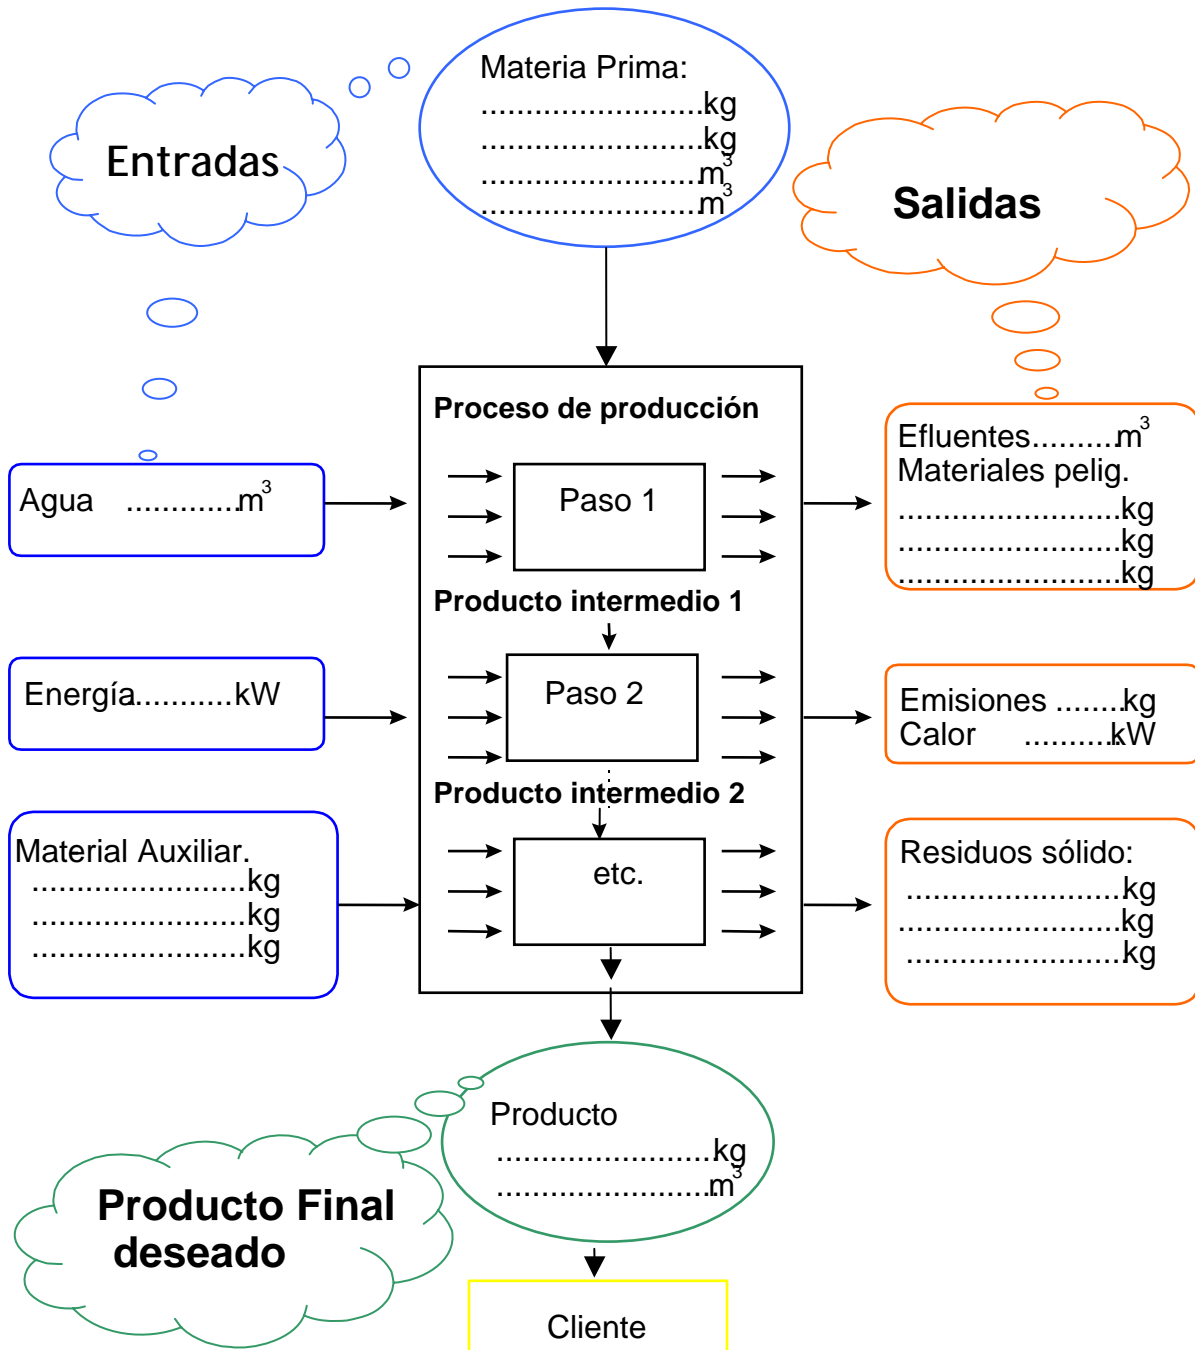 Materia Prima:
.........................kg
.........................kg
.........................m³
.........................m³
Entradas
Salidas
Proceso de producción
Agua .............m³
Paso 1
Efluentes..........m³
Materiales pelig.
.........................kg
.........................kg
.........................kg
Producto intermedio 1
Energía...........kW
Paso 2
Emisiones ........kg
Calor ...........kW
Producto intermedio 2
Material Auxiliar.
........................kg
........................kg
........................kg
etc.
Residuos sólido:
........................kg
.........................kg
........................kg
Producto
........................kg
........................m³
Producto Final
deseado
Cliente